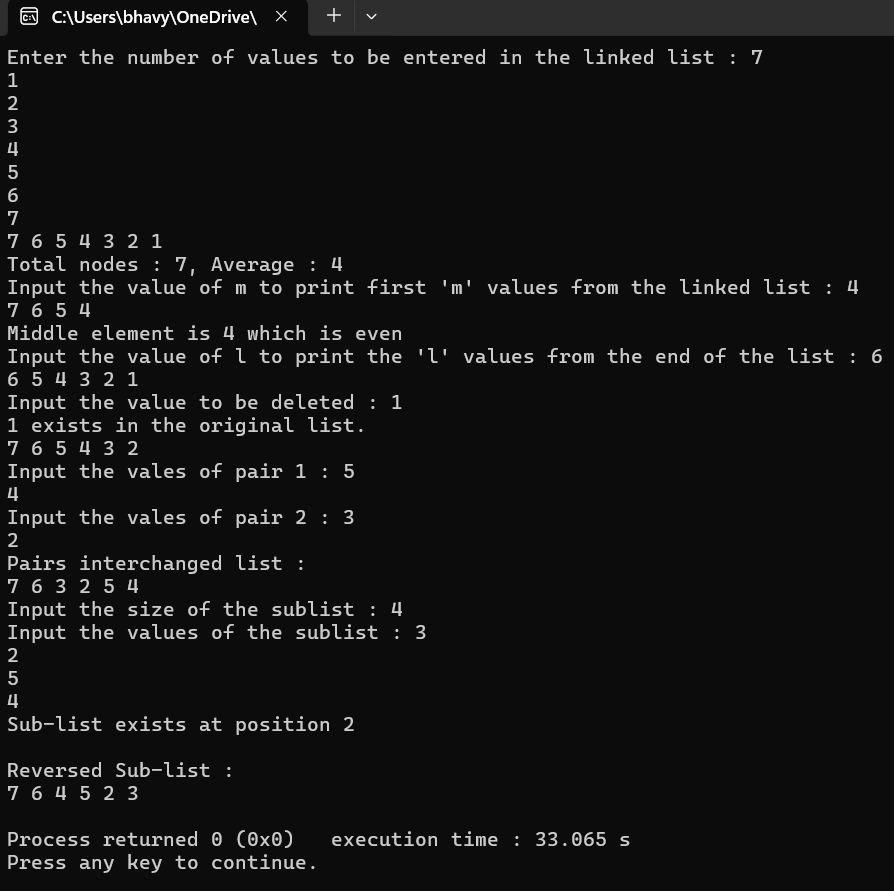 C:\Users\bhavy\OneDrive\
Enter the number of values to be entered in the linked list : 7
1
2
3
4
5
6
7
7 6 5 4 3 2 1
Total nodes : 7, Average : 4
Input the value of m to print first 'm' values from the linked list : 4
7 6 5 4
Middle element is 4 which is even
Input the value of l to print the 'l' values from the end of the list : 6
6 5 4 3 2 1
Input the value to be deleted : 1
1 exists in the original list.
7 6 5 4 3 2
Input the vales of pair 1 : 5
4
Input the vales of pair 2 : 3
2
Pairs interchanged list :
7 6 3 2 5 4
Input the size of the sublist : 4
Input the values of the sublist : 3
2
5
4
Sub-list exists at position 2
Reversed Sub-list :
7 6 4 5 2 3
Process returned 0 (0x0)   execution time : 33.065 s
Press any key to continue.